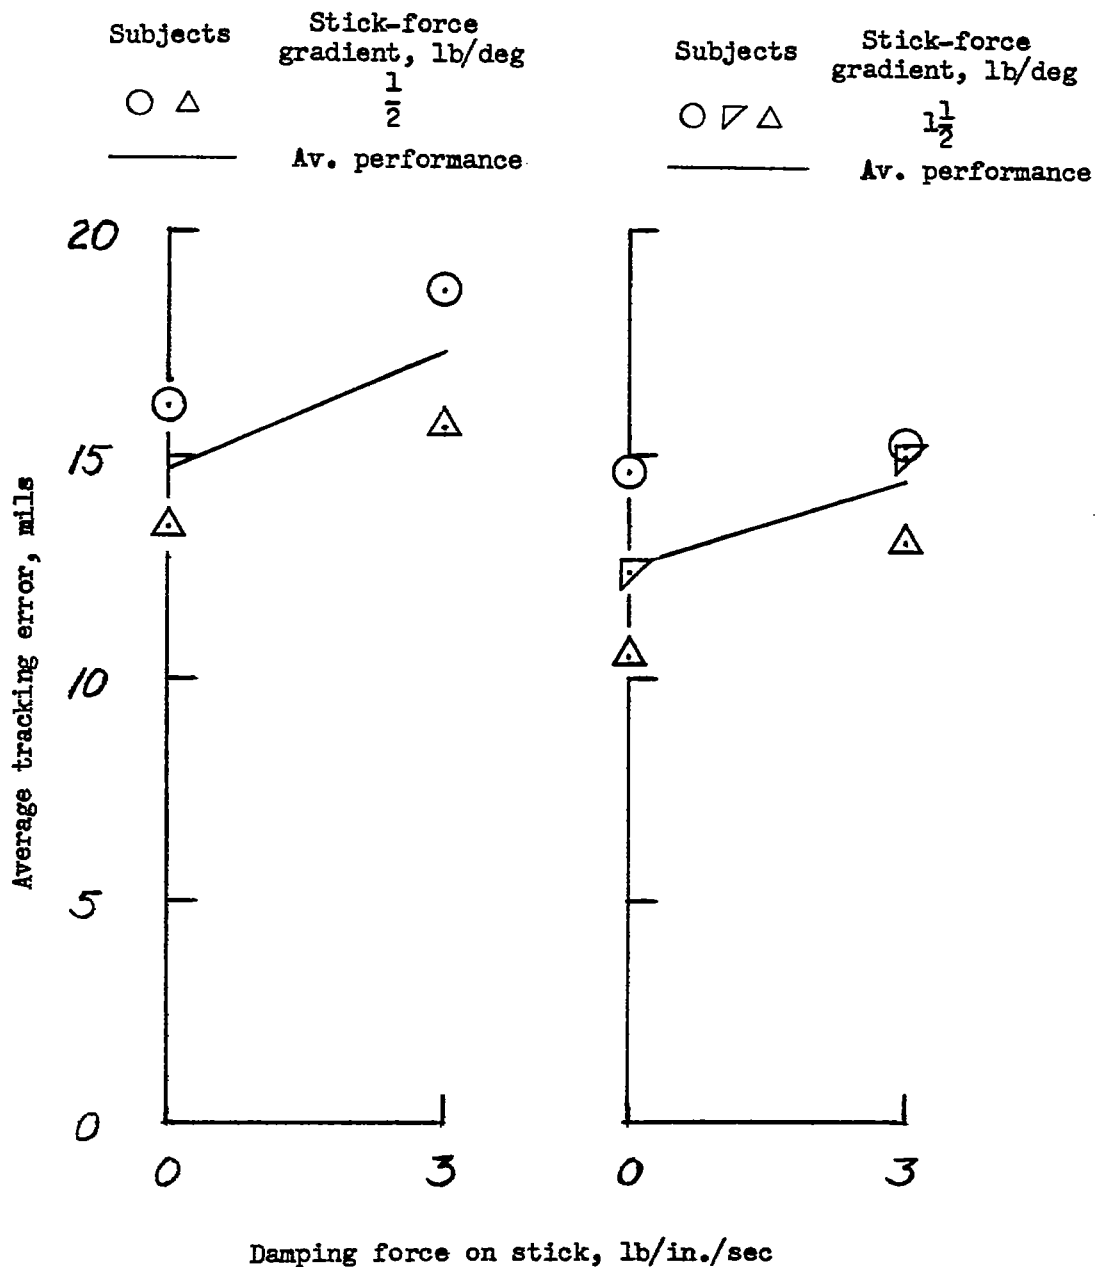 Subjects
Stick-force
gradient, lb/deg
1/2
Av. performance
Subjects
Stick-force
gradient, lb/deg
1 1/2
Av. performance
20
15
10
5
0
Average tracking error, mils
0
3
0
3
Damping force on stick, lb/in./sec